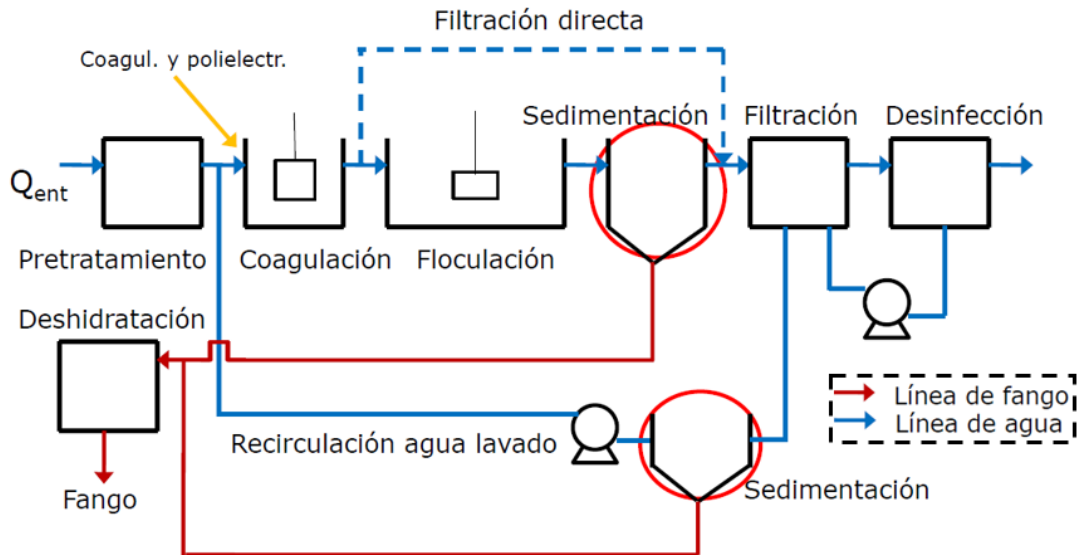 Filtración directa
Coagul. y polielectr.
Sedimentación
Filtración
Desinfección
Qent
Pretratamiento
Coagulación
Floculación
Deshidratación
Línea de fango
Línea de agua
Recirculación agua lavado
Sedimentación
Fango